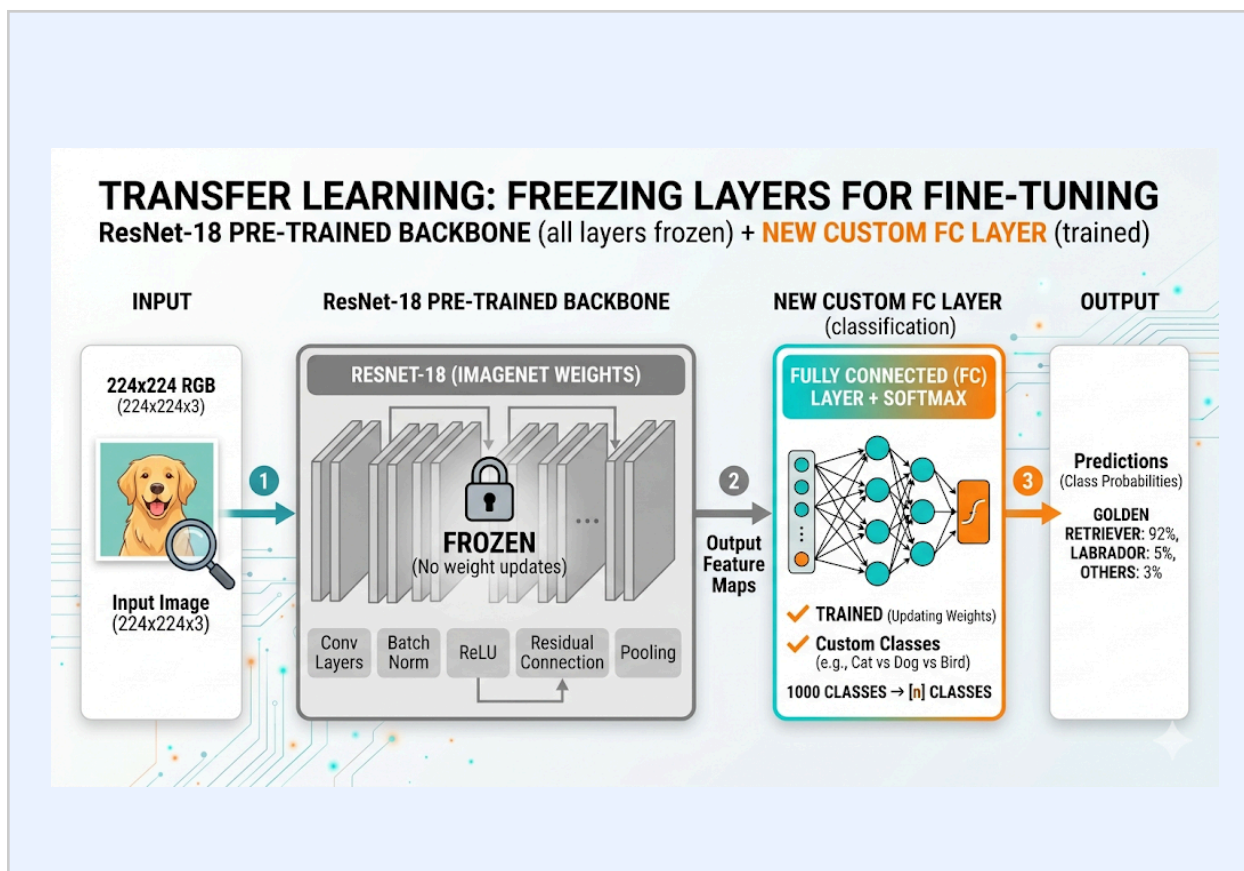 TRANSFER LEARNING: FREEZING LAYERS FOR FINE-TUNING
ResNet-18 PRE-TRAINED BACKBONE (all layers frozen) + NEW CUSTOM FC LAYER (trained)
INPUT
224x224 RGB
(224x224x3)
Input Image
(224x224x3)
1
ResNet-18 PRE-TRAINED BACKBONE
RESNET-18 (IMAGENET WEIGHTS)
...
FROZEN
(No weight updates)
Conv
Layers
Batch
Norm
ReLU
Residual
Connection
Pooling
2
Output
Feature
Maps
NEW CUSTOM FC LAYER
(classification)
FULLY CONNECTED (FC)
LAYER + SOFTMAX
TRAINED (Updating Weights)
Custom Classes
(e.g., Cat vs Dog vs Bird)
1000 CLASSES → [n] CLASSES
3
OUTPUT
Predictions
(Class Probabilities)
GOLDEN
RETRIEVER: 92%,
LABRADOR: 5%,
OTHERS: 3%